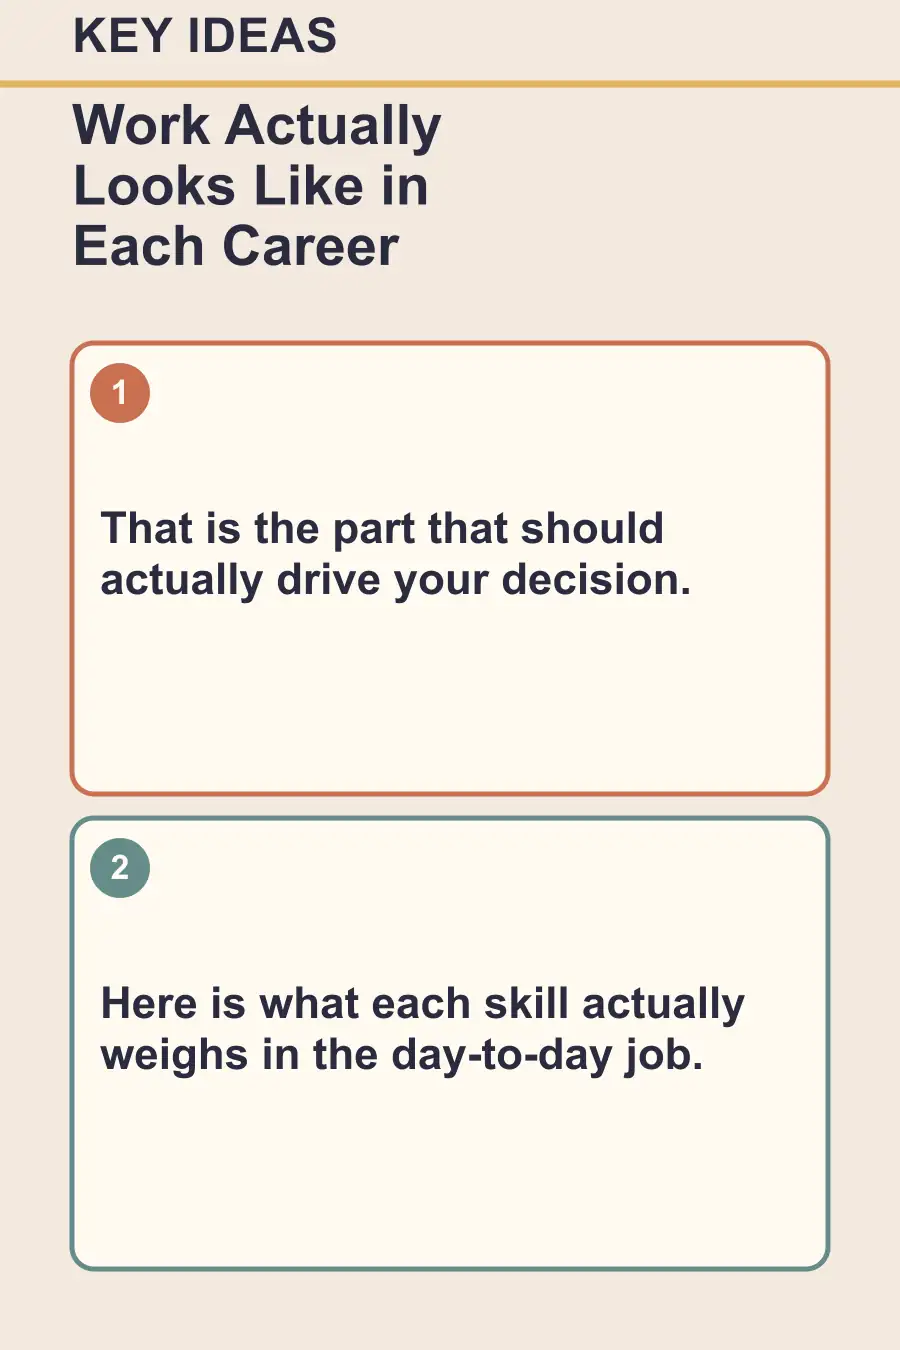 KEY IDEAS
Work Actually
Looks Like in
Each Career
1
That is the part that should
actually drive your decision.
2
Here is what each skill actually
weighs in the day-to-day job.